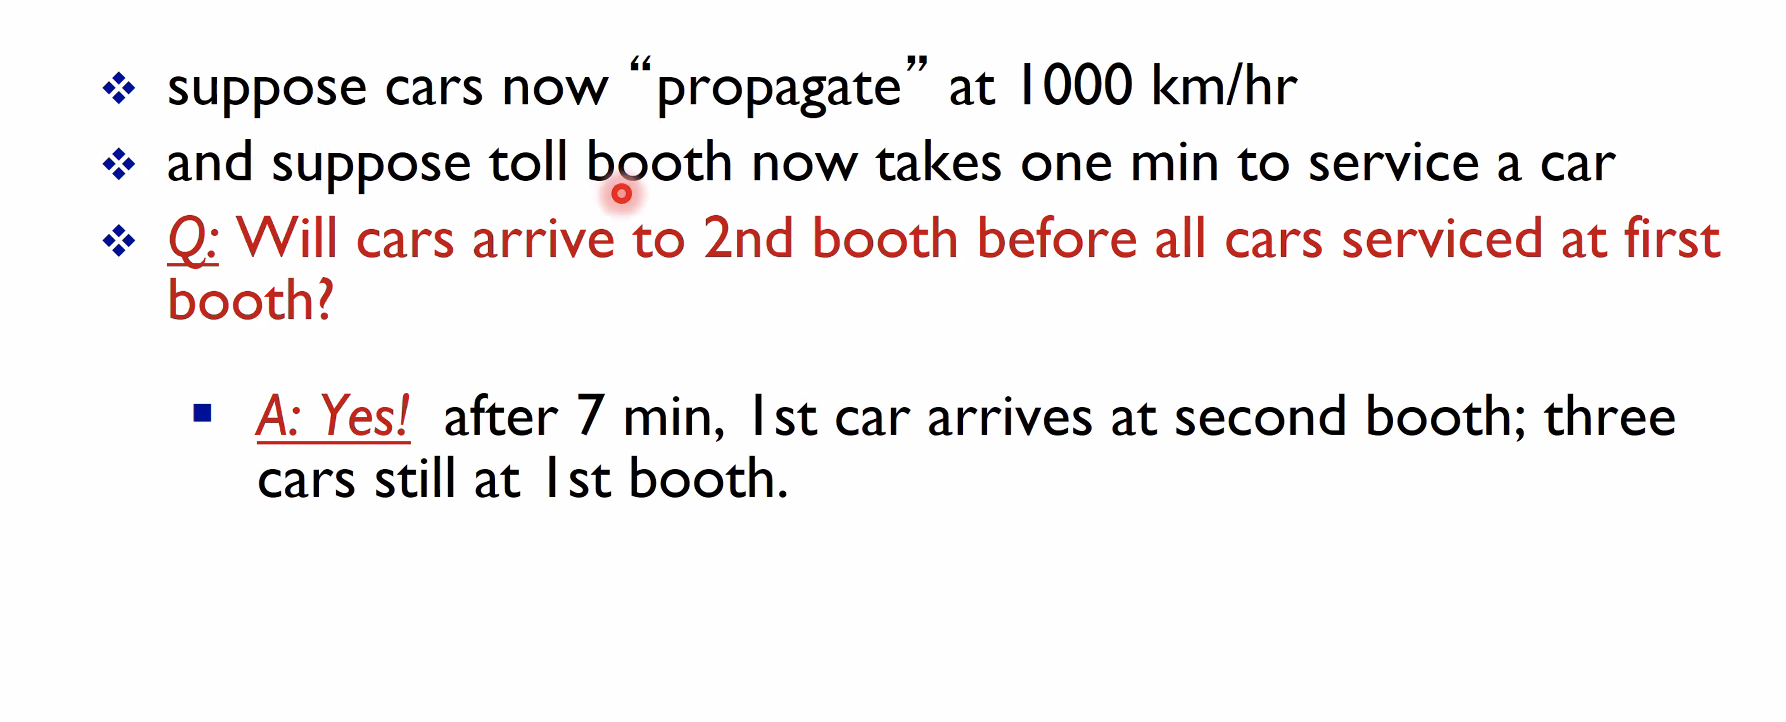 suppose cars now “propagate” at 1000 km/hr
and suppose toll booth now takes one min to service a car
Q: Will cars arrive to 2nd booth before all cars serviced at first
booth?
A: Yes! after 7 min, 1st car arrives at second booth; three
cars still at 1st booth.